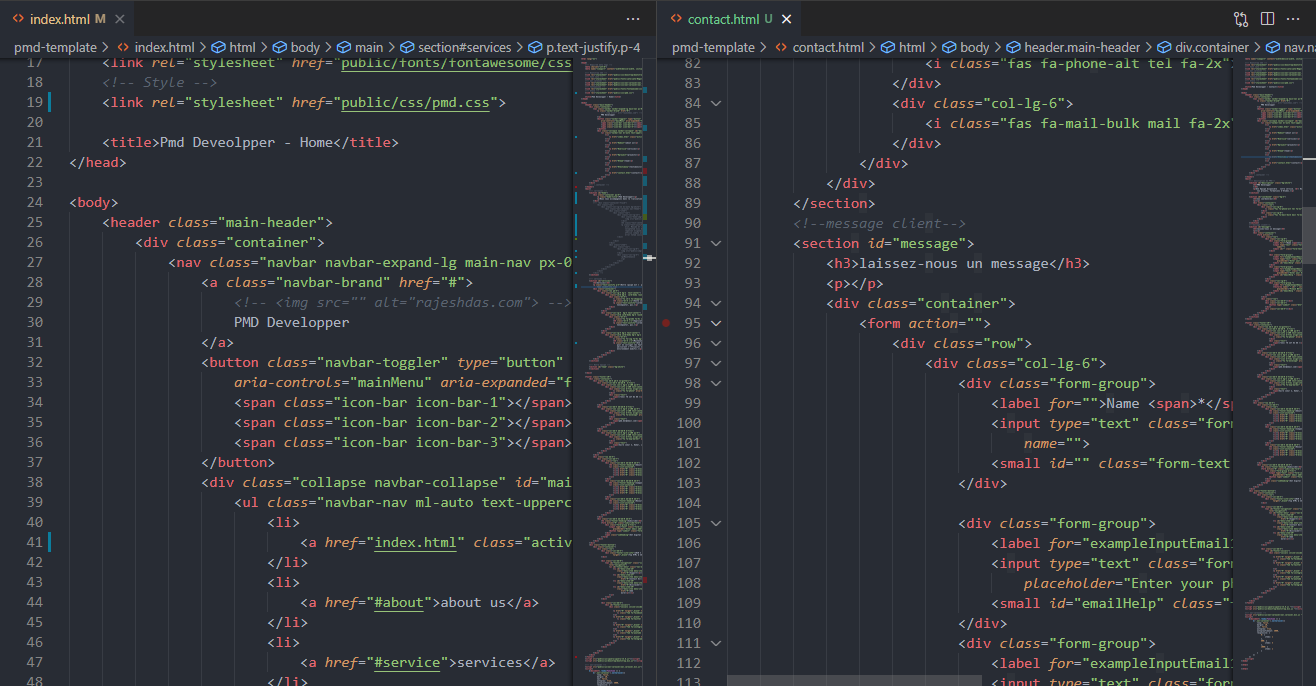 index.html M
pmd-template > index.html > html > body > main > section#services > p.text-justify.p-4
17 <link rel="stylesheet" href="public/fonts/fontawesome/css
18 <!-- Style -->
19 <link rel="stylesheet" href="public/css/pmd.css">
20
21 <title>Pmd Deveolpper - Home</title>
22 </head>
23
24 <body>
25 <header class="main-header">
26 <div class="container">
27 <nav class="navbar navbar-expand-lg main-nav px-0
28 <a class="navbar-brand" href="#">
29 <!-- <img src="" alt="rajeshdas.com"> -->
30 PMD Developper
31 </a>
32 <button class="navbar-toggler" type="button"
33 aria-controls="mainMenu" aria-expanded="f
34 <span class="icon-bar icon-bar-1"></span>
35 <span class="icon-bar icon-bar-2"></span>
36 <span class="icon-bar icon-bar-3"></span>
37 </button>
38 <div class="collapse navbar-collapse" id="mai
39 <ul class="navbar-nav ml-auto text-upperc
40 <li>
41 <a href="index.html" class="activ
42 </li>
43 <li>
44 <a href="#about">about us</a>
45 </li>
46 <li>
47 <a href="#service">services</a>
48 </li>
contact.html U
pmd-template > contact.html > html > body > header.main-header > div.container > nav.na
82 <i class="fas fa-phone-alt tel fa-2x"
83 </div>
84 <div class="col-lg-6">
85 <i class="fas fa-mail-bulk mail fa-2x"
86 </div>
87 </div>
88 </div>
89 </section>
90 <!--message client-->
91 <section id="message">
92 <h3>laissez-nous un message</h3>
93 <p></p>
94 <div class="container">
95 <form action="">
96 <div class="row">
97 <div class="col-lg-6">
98 <div class="form-group">
99 <label for="">Name <span>*</sp
100 <input type="text" class="for
101 name="">
102 <small id="" class="form-text
103 </div>
104
105 <div class="form-group">
106 <label for="exampleInputEmail1
107 <input type="text" class="for
108 placeholder="Enter your ph
109 <small id="emailHelp" class="
110 </div>
111 <div class="form-group">
112 <label for="exampleInputEmail1
113 <input type="text" class="for